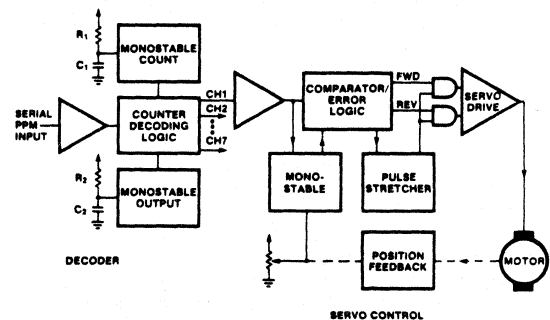 R1
C1
MONOSTABLE
COUNT
SERIAL
PPM
INPUT
COUNTER
DECODING
LOGIC
CH1
CH2
CH7
R2
C2
MONOSTABLE
OUTPUT
DECODER
COMPARATOR/
ERROR
LOGIC
FWD
REV
SERVO
DRIVE
MONO-
STABLE
PULSE
STRETCHER
POSITION
FEEDBACK
MOTOR
SERVO CONTROL